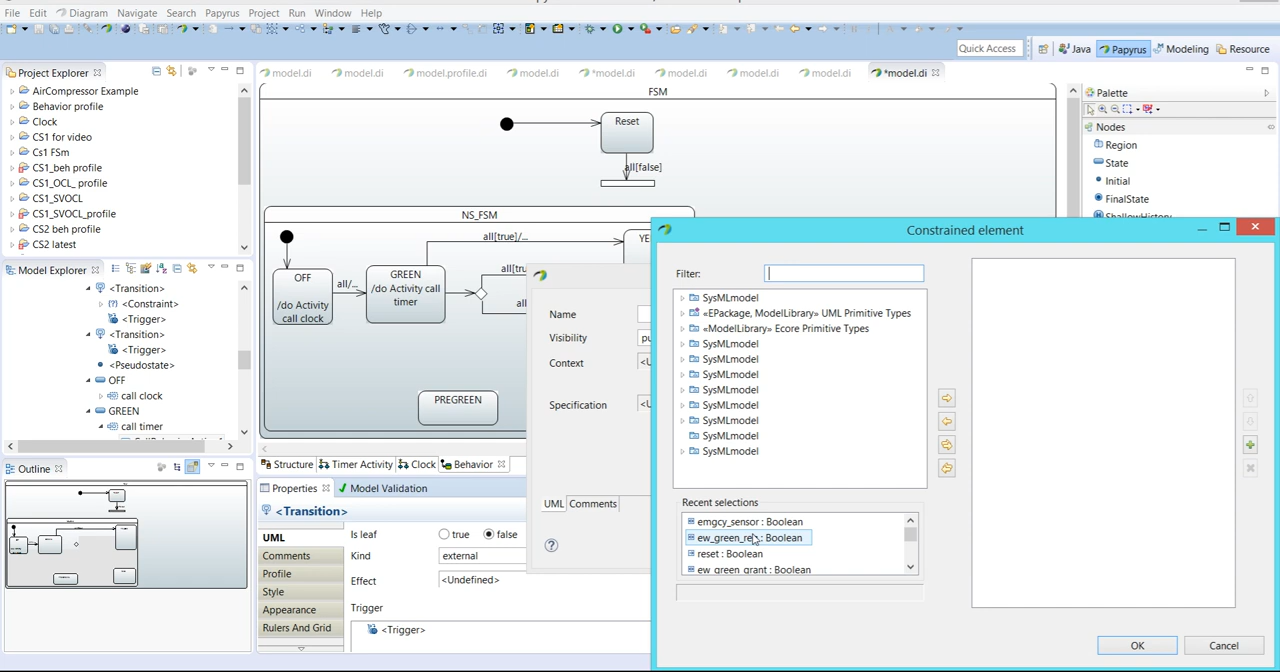 File Edit Diagram Navigate Search Papyrus Project Run Window Help
Quick Access Java Papyrus Modeling Resource
Project Explorer
AirCompressor Example
Behavior profile
Clock
CS1 for video
Cs1 FSm
CS1_beh profile
CS1_OCL_ profile
CS1_SVOCL
CS1_SVOCL_profile
CS2 beh profile
CS2 latest
Model Explorer
<Transition>
<Constraint>
<Trigger>
<Transition>
<Trigger>
<Pseudostate>
OFF
call clock
GREEN
call timer
Outline
model.di model.di model.profile.di model.di *model.di model.di model.di model.di *model.di
FSM
Reset
all[false]
NS_FSM
all[true]/...
YE
OFF
/do Activity
call clock
all/...
GREEN
/do Activity call
timer
all[tru
all
PREGREEN
Structure Timer Activity Clock Behavior
Properties Model Validation
<Transition>
UML
Comments
Profile
Style
Appearance
Rulers And Grid
Is leaf true false
Kind external
Effect <Undefined>
Trigger
<Trigger>
Palette
Nodes
Region
State
Initial
FinalState
ShallowHistory
Name
Visibility pu
Context <U
Specification <U
UML Comments
Constrained element
Filter:
SysMLmodel
«EPackage, ModelLibrary» UML Primitive Types
«ModelLibrary» Ecore Primitive Types
SysMLmodel
SysMLmodel
SysMLmodel
SysMLmodel
SysMLmodel
SysMLmodel
SysMLmodel
SysMLmodel
Recent selections
emgcy_sensor : Boolean
: Boolean
reset : Boolean
ew_green_grant : Boolean
OK Cancel